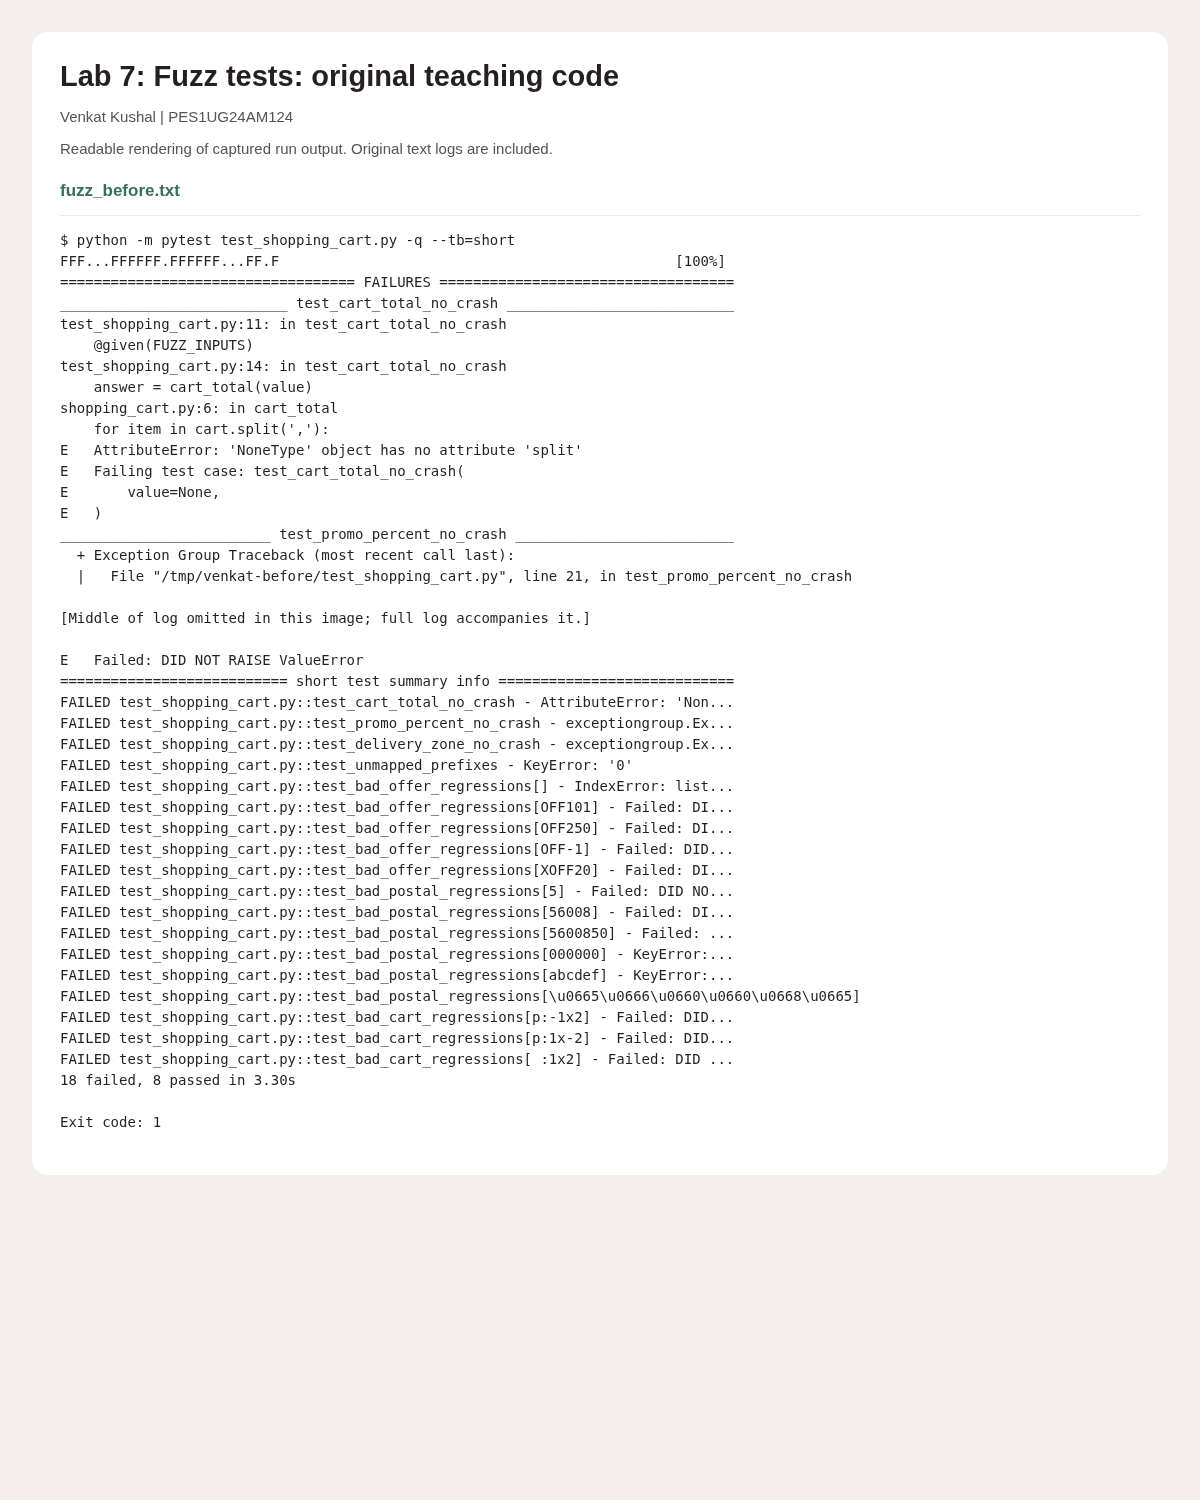 Lab 7: Fuzz tests: original teaching code
Venkat Kushal | PES1UG24AM124
Readable rendering of captured run output. Original text logs are included.
fuzz_before.txt
$ python -m pytest test_shopping_cart.py -q --tb=short
FFF...FFFFFF.FFFFFF...FF.F                                               [100%]
=================================== FAILURES ===================================
___________________________ test_cart_total_no_crash ___________________________
test_shopping_cart.py:11: in test_cart_total_no_crash
    @given(FUZZ_INPUTS)
test_shopping_cart.py:14: in test_cart_total_no_crash
    answer = cart_total(value)
shopping_cart.py:6: in cart_total
    for item in cart.split(','):
E   AttributeError: 'NoneType' object has no attribute 'split'
E   Failing test case: test_cart_total_no_crash(
E       value=None,
E   )
_________________________ test_promo_percent_no_crash __________________________
  + Exception Group Traceback (most recent call last):
  |   File "/tmp/venkat-before/test_shopping_cart.py", line 21, in test_promo_percent_no_crash
[Middle of log omitted in this image; full log accompanies it.]
E   Failed: DID NOT RAISE ValueError
=========================== short test summary info ============================
FAILED test_shopping_cart.py::test_cart_total_no_crash - AttributeError: 'Non...
FAILED test_shopping_cart.py::test_promo_percent_no_crash - exceptiongroup.Ex...
FAILED test_shopping_cart.py::test_delivery_zone_no_crash - exceptiongroup.Ex...
FAILED test_shopping_cart.py::test_unmapped_prefixes - KeyError: '0'
FAILED test_shopping_cart.py::test_bad_offer_regressions[] - IndexError: list...
FAILED test_shopping_cart.py::test_bad_offer_regressions[OFF101] - Failed: DI...
FAILED test_shopping_cart.py::test_bad_offer_regressions[OFF250] - Failed: DI...
FAILED test_shopping_cart.py::test_bad_offer_regressions[OFF-1] - Failed: DID...
FAILED test_shopping_cart.py::test_bad_offer_regressions[XOFF20] - Failed: DI...
FAILED test_shopping_cart.py::test_bad_postal_regressions[5] - Failed: DID NO...
FAILED test_shopping_cart.py::test_bad_postal_regressions[56008] - Failed: DI...
FAILED test_shopping_cart.py::test_bad_postal_regressions[5600850] - Failed: ...
FAILED test_shopping_cart.py::test_bad_postal_regressions[000000] - KeyError:...
FAILED test_shopping_cart.py::test_bad_postal_regressions[abcdef] - KeyError:...
FAILED test_shopping_cart.py::test_bad_postal_regressions[\u0665\u0666\u0660\u0660\u0668\u0665]
FAILED test_shopping_cart.py::test_bad_cart_regressions[p:-1x2] - Failed: DID...
FAILED test_shopping_cart.py::test_bad_cart_regressions[p:1x-2] - Failed: DID...
FAILED test_shopping_cart.py::test_bad_cart_regressions[ :1x2] - Failed: DID ...
18 failed, 8 passed in 3.30s
Exit code: 1